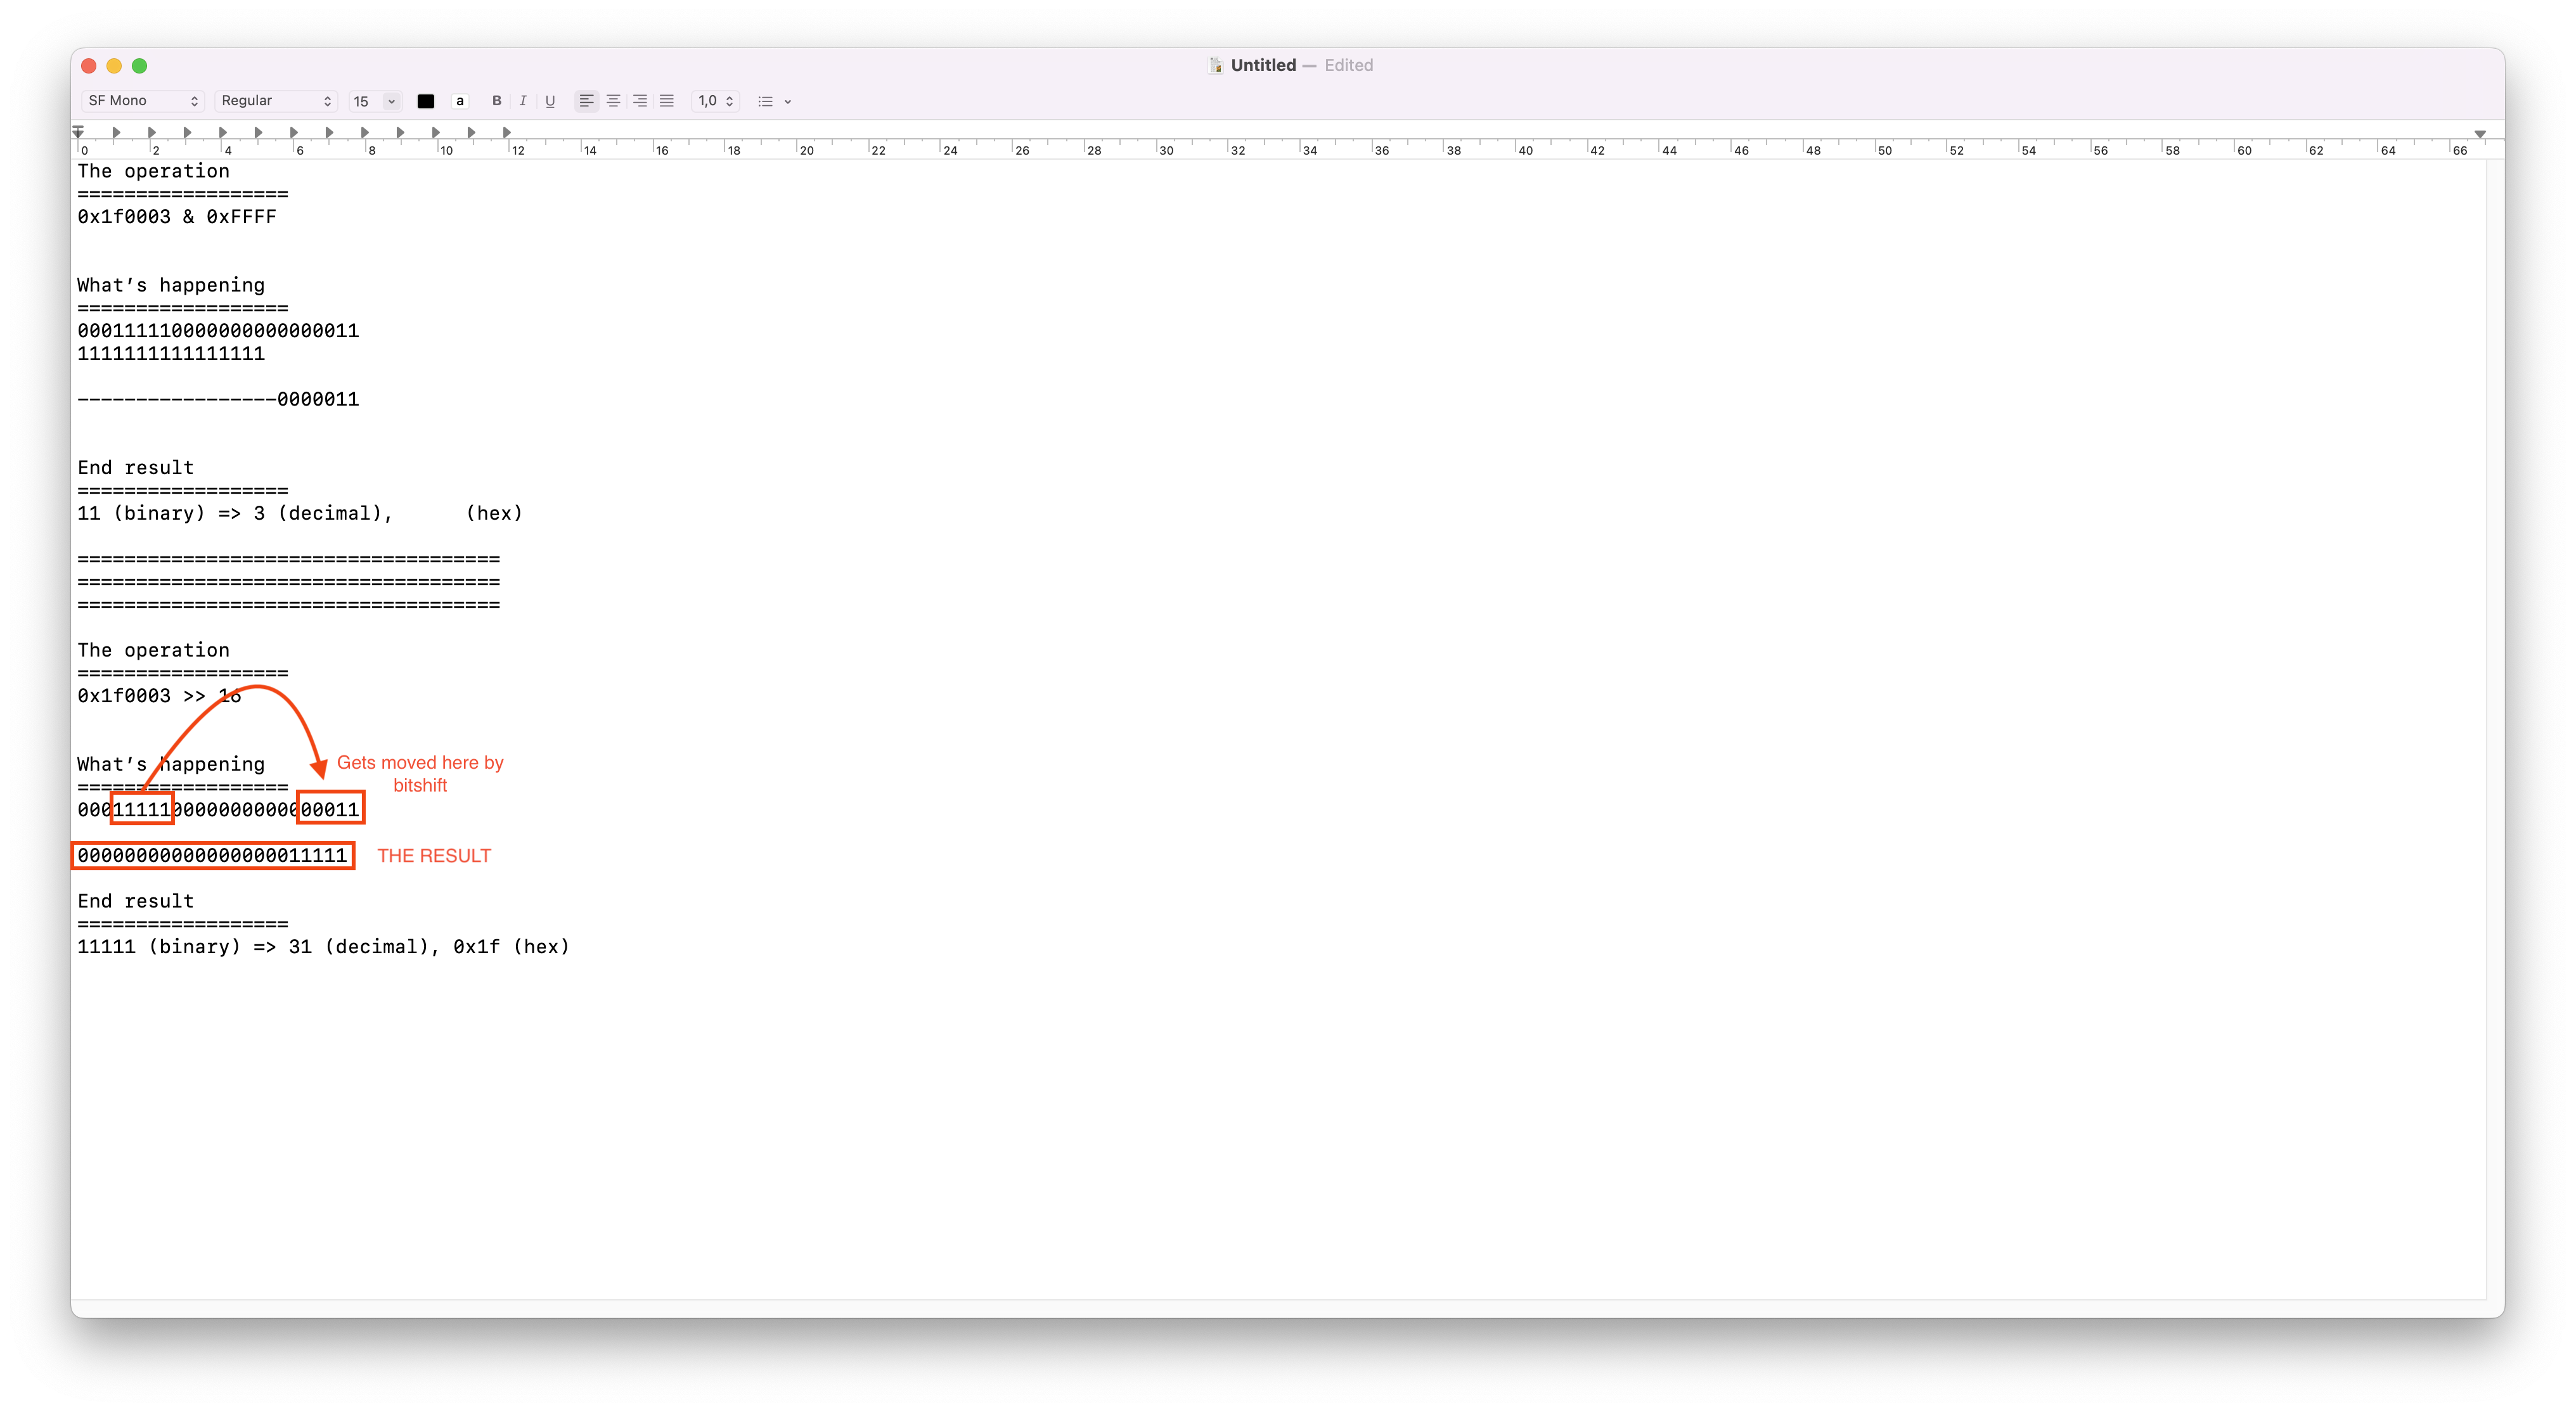 Untitled — Edited
SF Mono Regular 15 a B I U 1,0
0 2 4 6 8 10 12 14 16 18 20 22 24 26 28 30 32 34 36 38 40 42 44 46 48 50 52 54 56 58 60 62 64 66
The operation
==================
0x1f0003 & 0xFFFF
What's happening
==================
000111110000000000000011
1111111111111111
-----------------0000011
End result
==================
11 (binary) => 3 (decimal), (hex)
====================================
====================================
====================================
The operation
==================
0x1f0003 >> 16
What's happening
==================
Gets moved here by
bitshift
000111110000000000000011
00000000000000000011111 THE RESULT
End result
==================
11111 (binary) => 31 (decimal), 0x1f (hex)